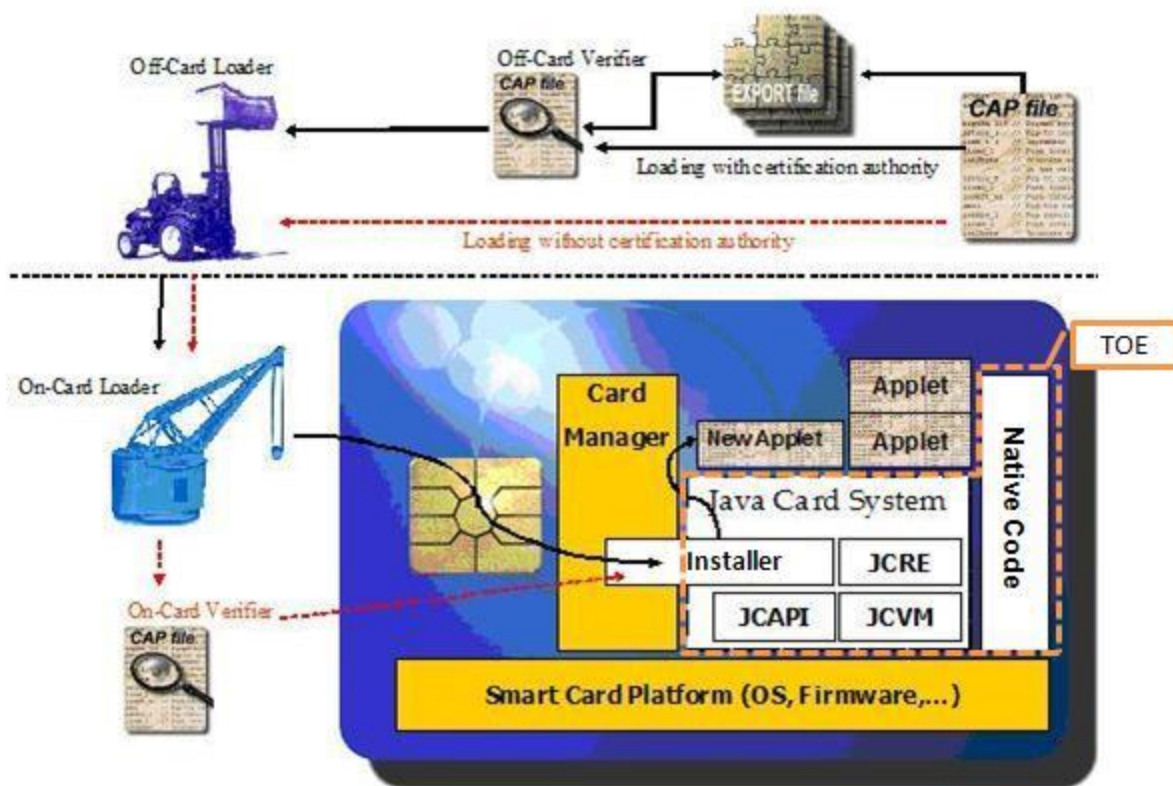 Off-Card Loader
Off-Card Verifier
CAP file
EXPORT file
CAP file
Loading with certification authority
Loading without certification authority
TOE
On-Card Loader
Card
Manager
Applet
New Applet
Applet
Native Code
Java Card System
Installer
JCRE
JCAPI
JCVM
On-Card Verifier
CAP file
Smart Card Platform (OS, Firmware,...)